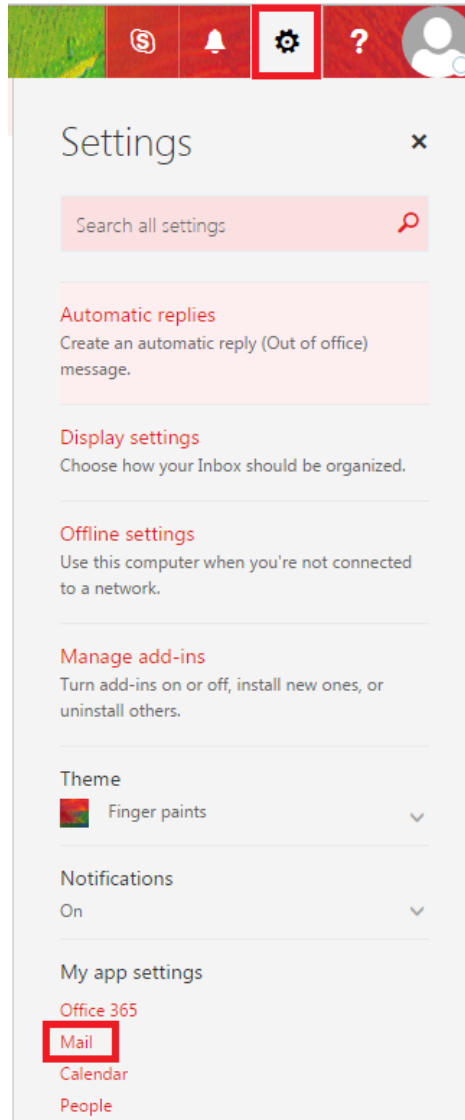 ?
Settings
Search all settings
Automatic replies
Create an automatic reply (Out of office)
message.
Display settings
Choose how your Inbox should be organized.
Offline settings
Use this computer when you're not connected
to a network.
Manage add-ins
Turn add-ins on or off, install new ones, or
uninstall others.
Theme
Finger paints
Notifications
On
My app settings
Office 365
Mail
Calendar
People